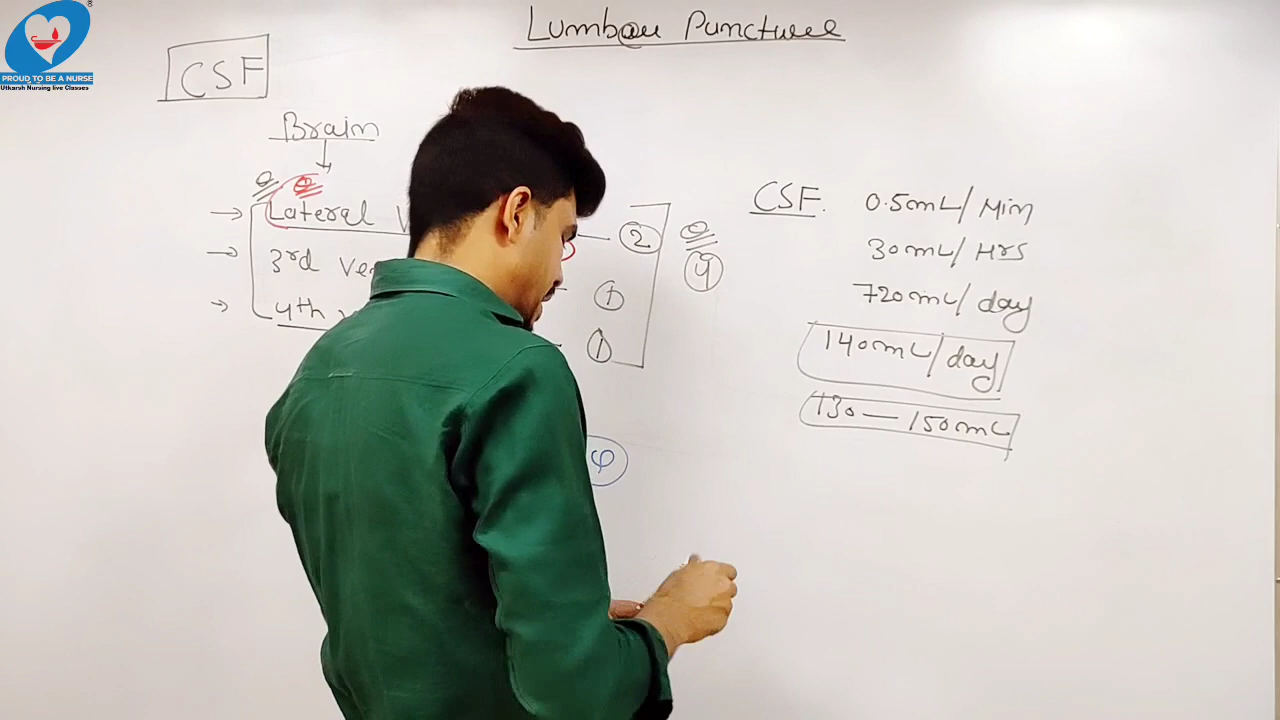 Lumbar Puncture
PROUD TO BE A NURSE
Utkarsh Nursing live Classes
CSF
Brain
Lateral V
2
3rd Ve
1
4th
1
4
CSF. 0.5mL/Min
30mL/Hrs
720mL/day
140mL/day
130 — 150mL